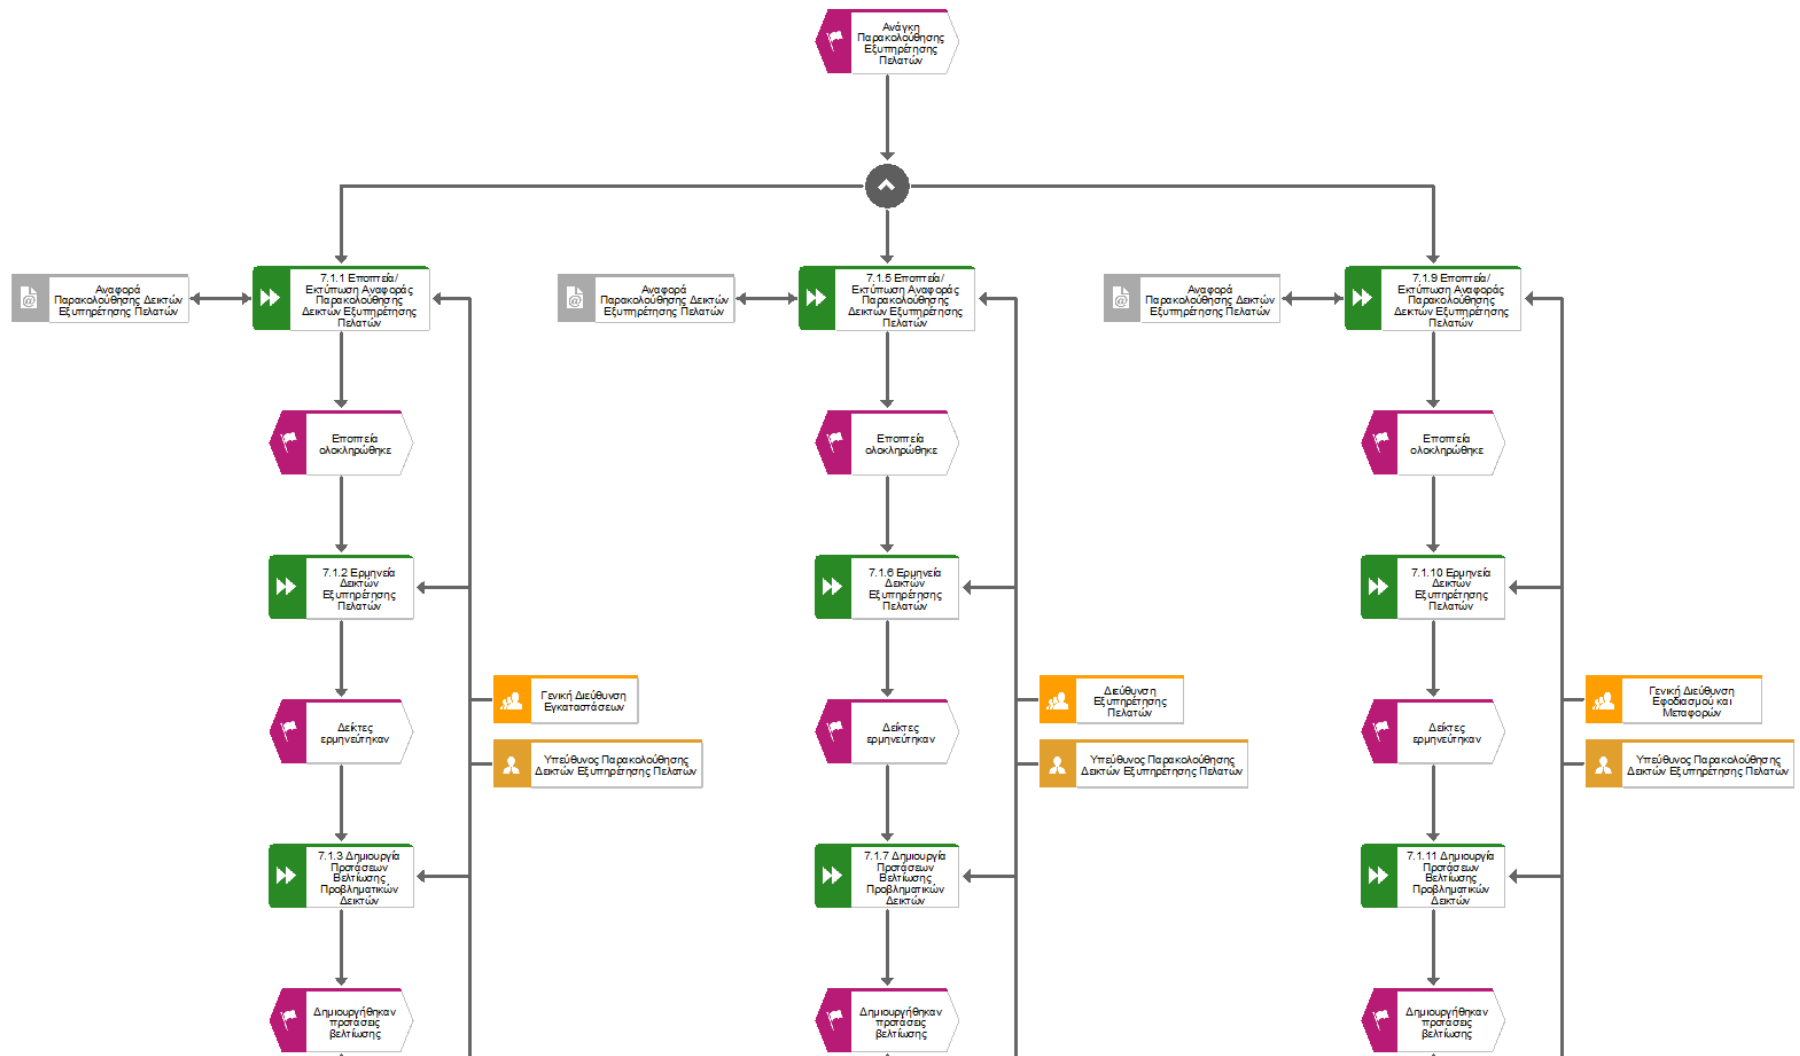 Ανάγκη
Παρακολούθησης
Εξυπηρέτησης
Πελατών
Αναφορά
Παρακολούθησης Δεικτών
Εξυπηρέτησης Πελατών
7.1.1 Εποπτεία/
Εκτύπωση Αναφοράς
Παρακολούθησης
Δεικτών Εξυπηρέτησης
Πελατών
Αναφορά
Παρακολούθησης Δεικτών
Εξυπηρέτησης Πελατών
7.1.5 Εποπτεία/
Εκτύπωση Αναφοράς
Παρακολούθησης
Δεικτών Εξυπηρέτησης
Πελατών
Αναφορά
Παρακολούθησης Δεικτών
Εξυπηρέτησης Πελατών
7.1.9 Εποπτεία/
Εκτύπωση Αναφοράς
Παρακολούθησης
Δεικτών Εξυπηρέτησης
Πελατών
Εποπτεία
ολοκληρώθηκε
Εποπτεία
ολοκληρώθηκε
Εποπτεία
ολοκληρώθηκε
7.1.2 Ερμηνεία
Δεικτών
Εξυπηρέτησης
Πελατών
7.1.6 Ερμηνεία
Δεικτών
Εξυπηρέτησης
Πελατών
7.1.10 Ερμηνεία
Δεικτών
Εξυπηρέτησης
Πελατών
Δείκτες
ερμηνεύτηκαν
Γενική Διεύθυνση
Εγκαταστάσεων
Υπεύθυνος Παρακολούθησης
Δεικτών Εξυπηρέτησης Πελατών
Δείκτες
ερμηνεύτηκαν
Διεύθυνση
Εξυπηρέτησης
Πελατών
Υπεύθυνος Παρακολούθησης
Δεικτών Εξυπηρέτησης Πελατών
Δείκτες
ερμηνεύτηκαν
Γενική Διεύθυνση
Εφοδιασμού και
Μεταφορών
Υπεύθυνος Παρακολούθησης
Δεικτών Εξυπηρέτησης Πελατών
7.1.3 Δημιουργία
Προτάσεων
Βελτίωσης
Προβληματικών
Δεικτών
7.1.7 Δημιουργία
Προτάσεων
Βελτίωσης
Προβληματικών
Δεικτών
7.1.11 Δημιουργία
Προτάσεων
Βελτίωσης
Προβληματικών
Δεικτών
Δημιουργήθηκαν
προτάσεις
βελτίωσης
Δημιουργήθηκαν
προτάσεις
βελτίωσης
Δημιουργήθηκαν
προτάσεις
βελτίωσης